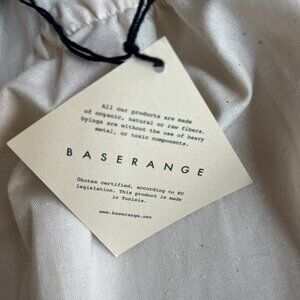 All our products are made
of organic, natural or raw fibers.
Dyings are without the use of heavy
metal, or toxic components.
BASERANGE
Okotex certified, according to EU
legislation. This product is made
in Tunisia.
www.baserange.net